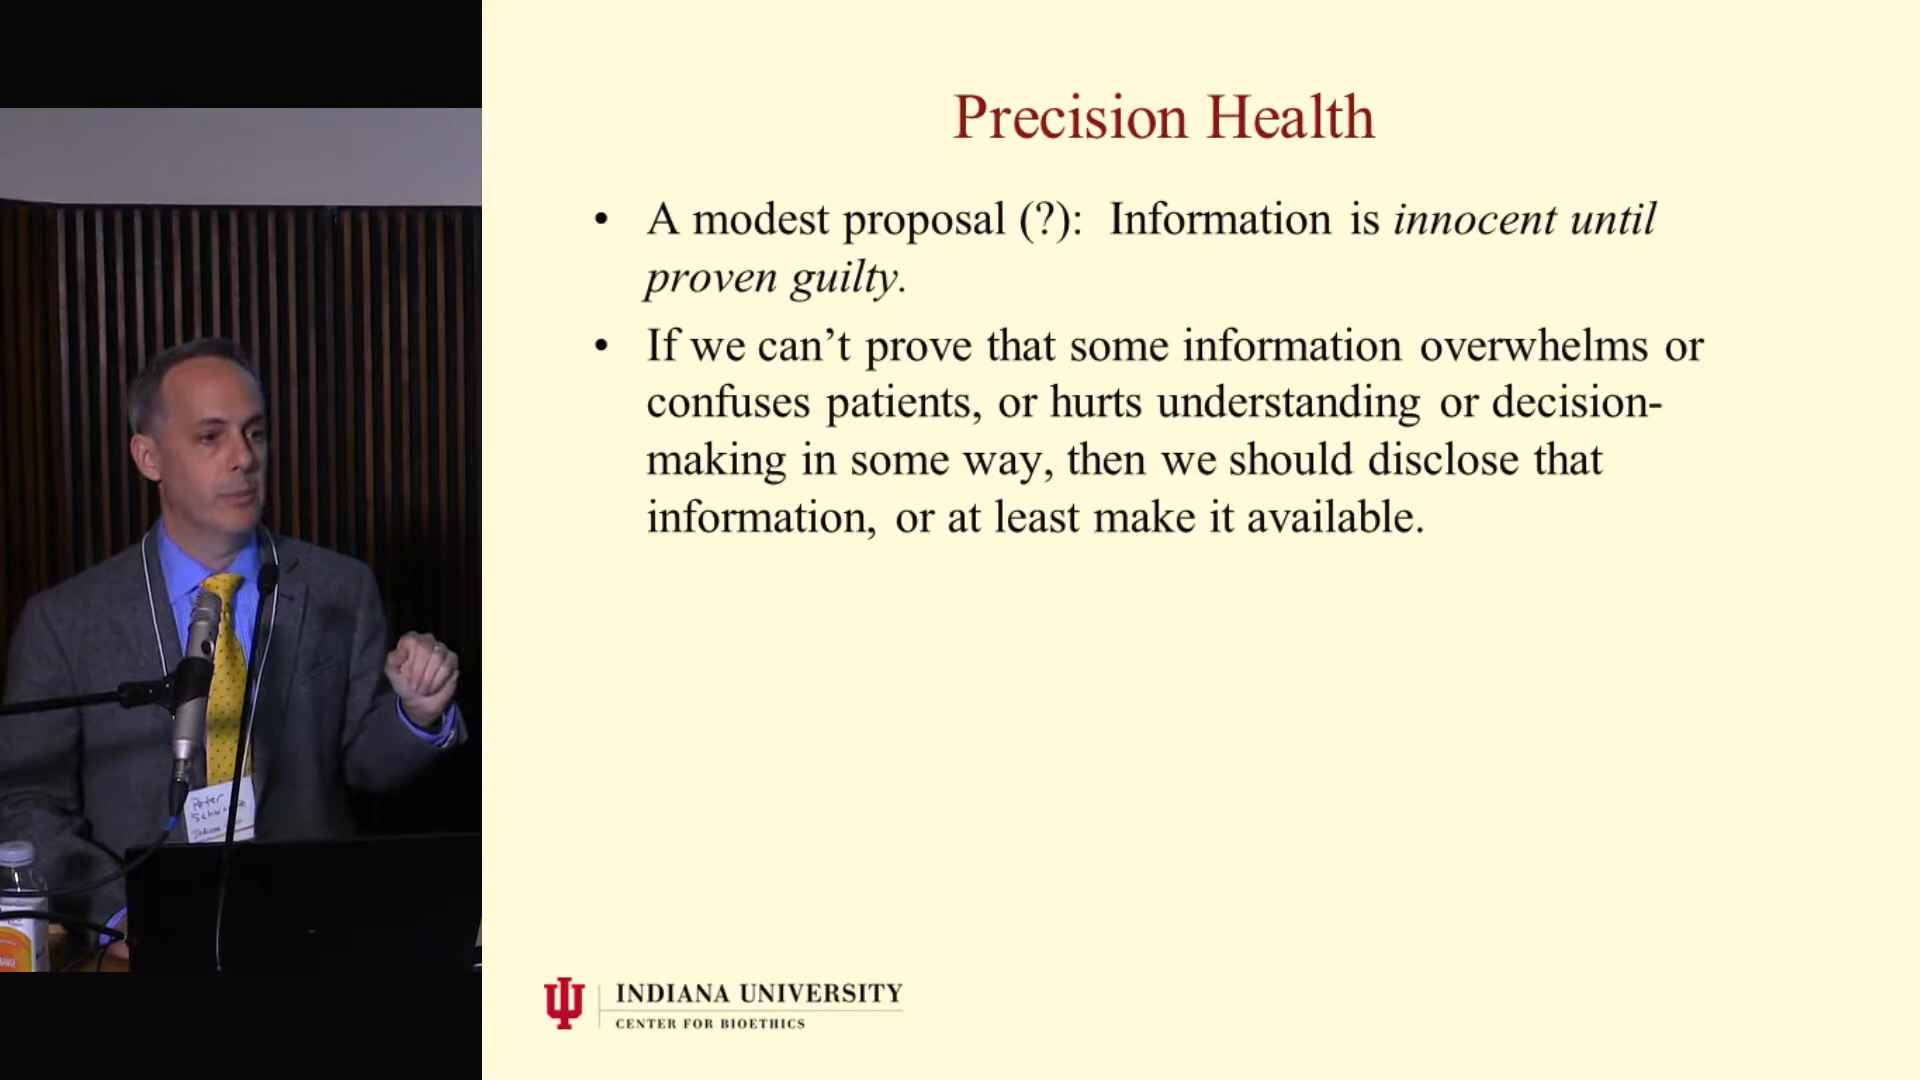 Precision Health
• A modest proposal (?): Information is innocent until
proven guilty.
• If we can’t prove that some information overwhelms or
confuses patients, or hurts understanding or decision-
making in some way, then we should disclose that
information, or at least make it available.
Peter
INDIANA UNIVERSITY
CENTER FOR BIOETHICS